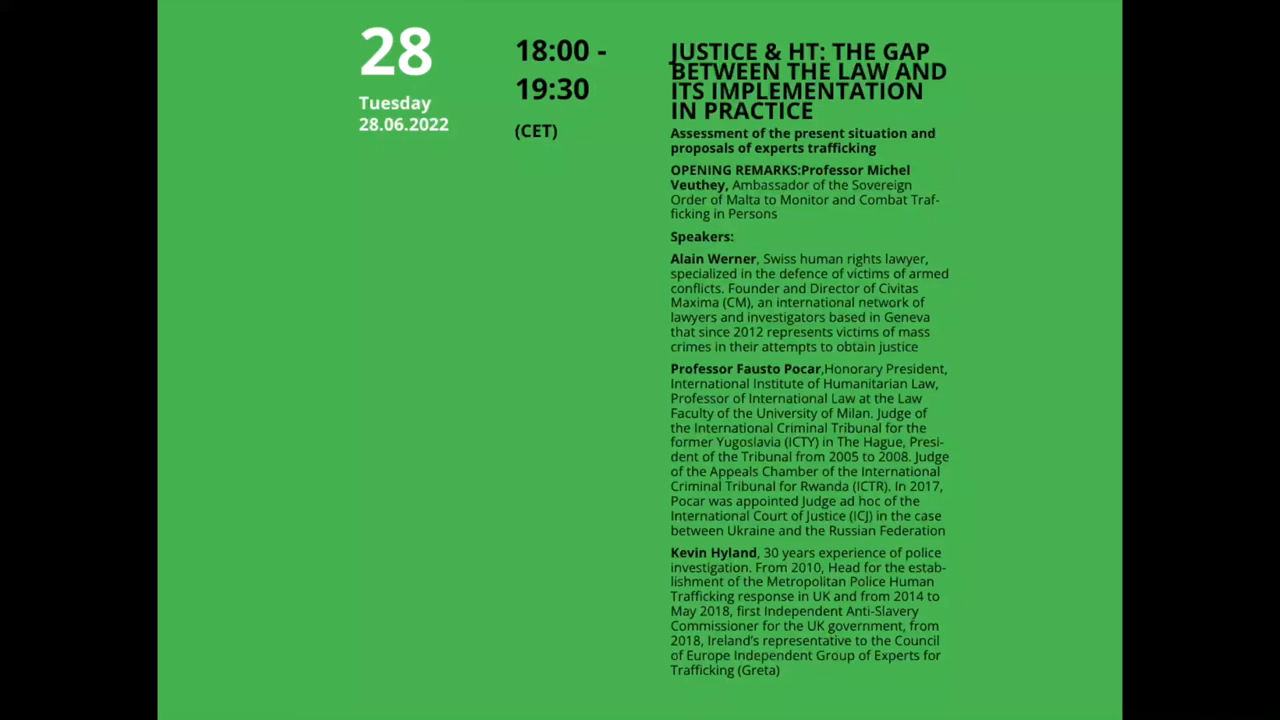 28
Tuesday
28.06.2022
18:00 -
19:30
(CET)
JUSTICE & HT: THE GAP
BETWEEN THE LAW AND
ITS IMPLEMENTATION
IN PRACTICE
Assessment of the present situation and
proposals of experts trafficking
OPENING REMARKS:Professor Michel
Veuthey, Ambassador of the Sovereign
Order of Malta to Monitor and Combat Traf-
ficking in Persons
Speakers:
Alain Werner, Swiss human rights lawyer,
specialized in the defence of victims of armed
conflicts. Founder and Director of Civitas
Maxima (CM), an international network of
lawyers and investigators based in Geneva
that since 2012 represents victims of mass
crimes in their attempts to obtain justice
Professor Fausto Pocar,Honorary President,
International Institute of Humanitarian Law,
Professor of International Law at the Law
Faculty of the University of Milan. Judge of
the International Criminal Tribunal for the
former Yugoslavia (ICTY) in The Hague, Presi-
dent of the Tribunal from 2005 to 2008. Judge
of the Appeals Chamber of the International
Criminal Tribunal for Rwanda (ICTR). In 2017,
Pocar was appointed Judge ad hoc of the
International Court of Justice (ICJ) in the case
between Ukraine and the Russian Federation
Kevin Hyland, 30 years experience of police
investigation. From 2010, Head for the estab-
lishment of the Metropolitan Police Human
Trafficking response in UK and from 2014 to
May 2018, first Independent Anti-Slavery
Commissioner for the UK government, from
2018, Ireland's representative to the Council
of Europe Independent Group of Experts for
Trafficking (Greta)